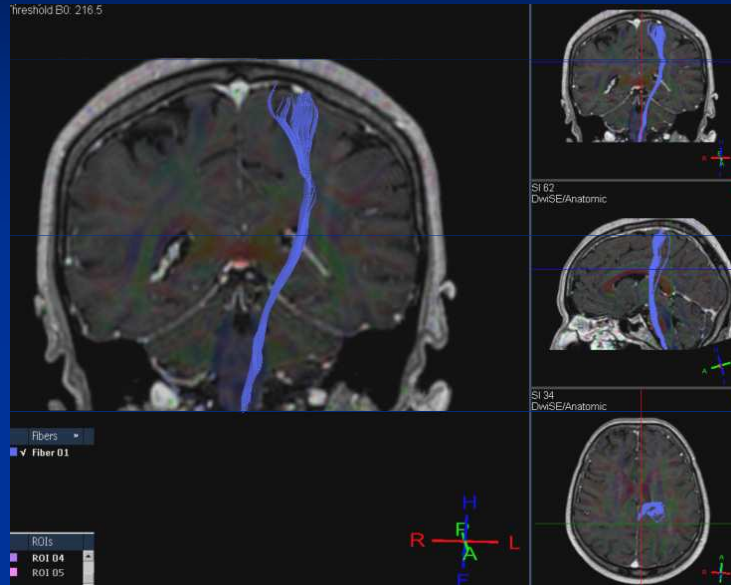 Threshold B0: 216.5
SI 62
DwiSE/Anatomic
SI 34
DwiSE/Anatomic
Fibers
Fiber 01
ROIs
ROI 04
ROI 05
H
P
R
L
A
F
R
A
R